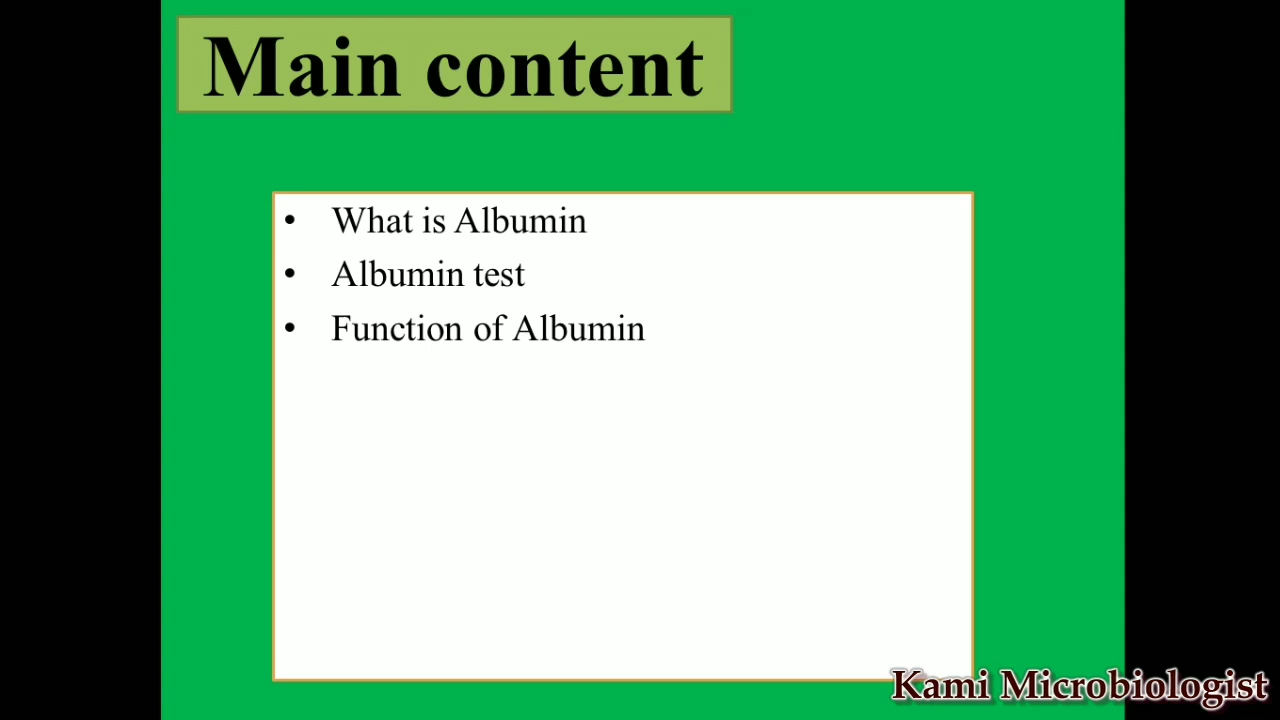 Main content
• What is Albumin
• Albumin test
• Function of Albumin
Kami Microbiologist